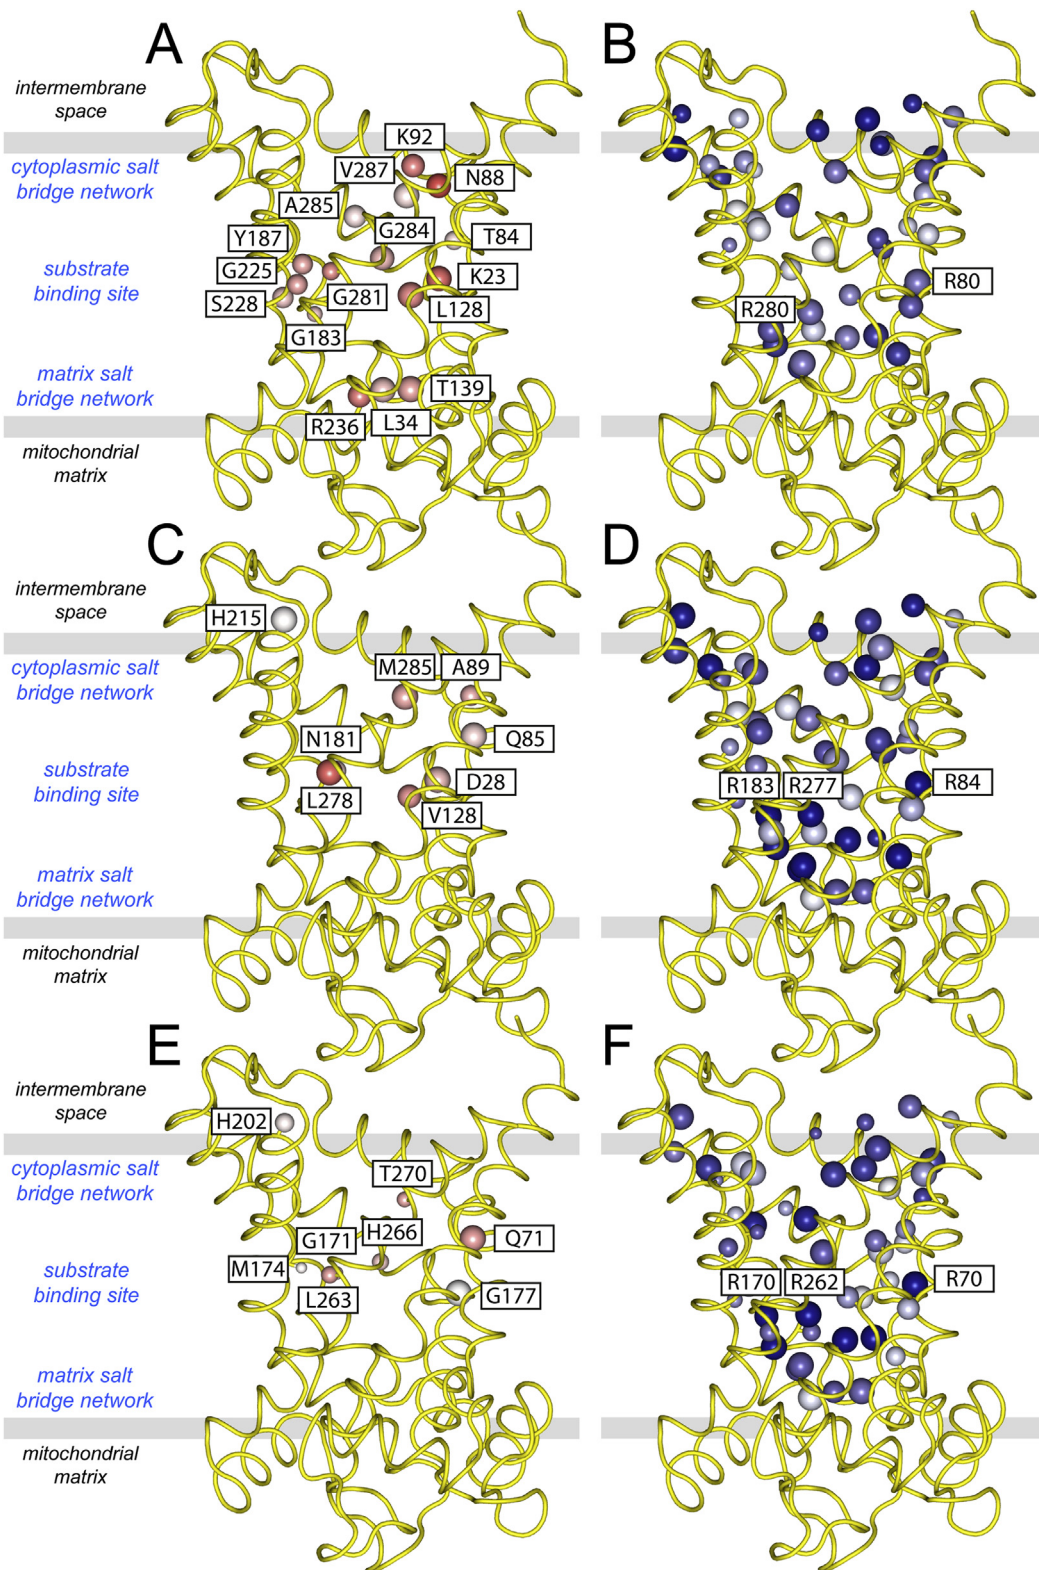 A
B
intermembrane
space
K92
cytoplasmic salt
bridge network
V287
N88
A285
Y187
G284
T84
substrate
binding site
G225
K23
R80
S228
G281
L128
R280
G183
matrix salt
bridge network
T139
R236
L34
mitochondrial
matrix
C
D
intermembrane
space
H215
cytoplasmic salt
bridge network
M285
A89
N181
Q85
substrate
binding site
L278
D28
R183
R277
R84
V128
matrix salt
bridge network
mitochondrial
matrix
E
F
intermembrane
space
H202
cytoplasmic salt
bridge network
T270
G171
H266
Q71
M174
substrate
binding site
L263
G177
R170
R262
R70
matrix salt
bridge network
mitochondrial
matrix